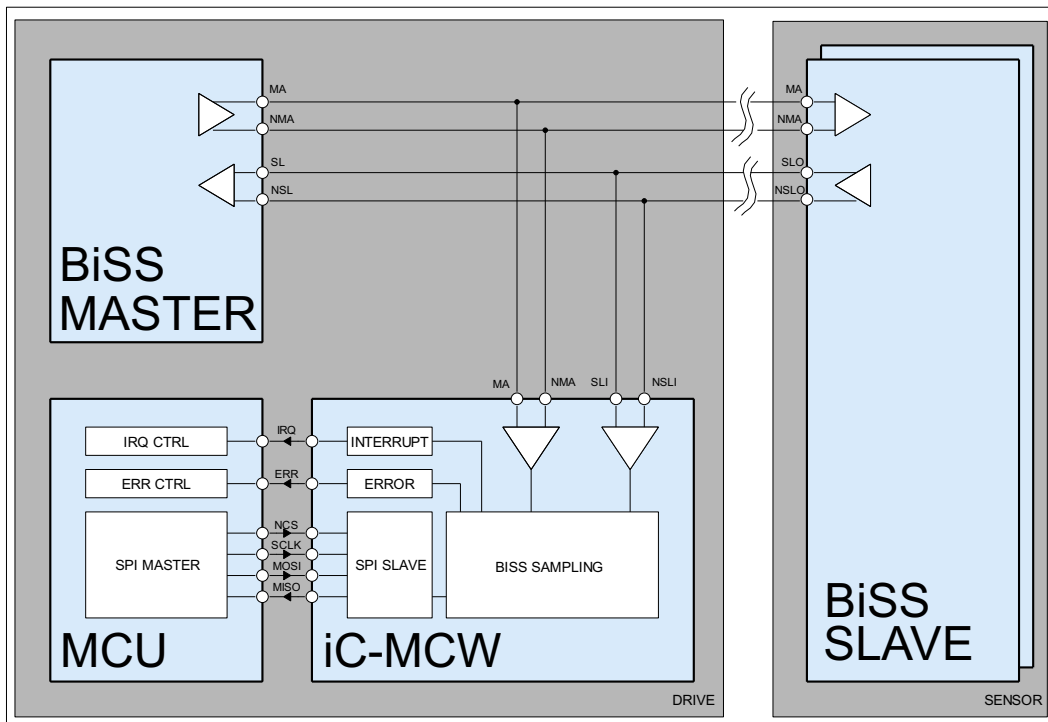 MA
MA
NMA
NMA
SL
SLO
NSL
NSLO
BiSS
MASTER
MA
NMA
SLI
NSLI
IRQ CTRL
IRQ
INTERRUPT
ERR CTRL
ERR
ERROR
SPI MASTER
NCS
SCLK
MOSI
MISO
SPI SLAVE
BISS SAMPLING
MCU
iC-MCW
BiSS
SLAVE
DRIVE
SENSOR